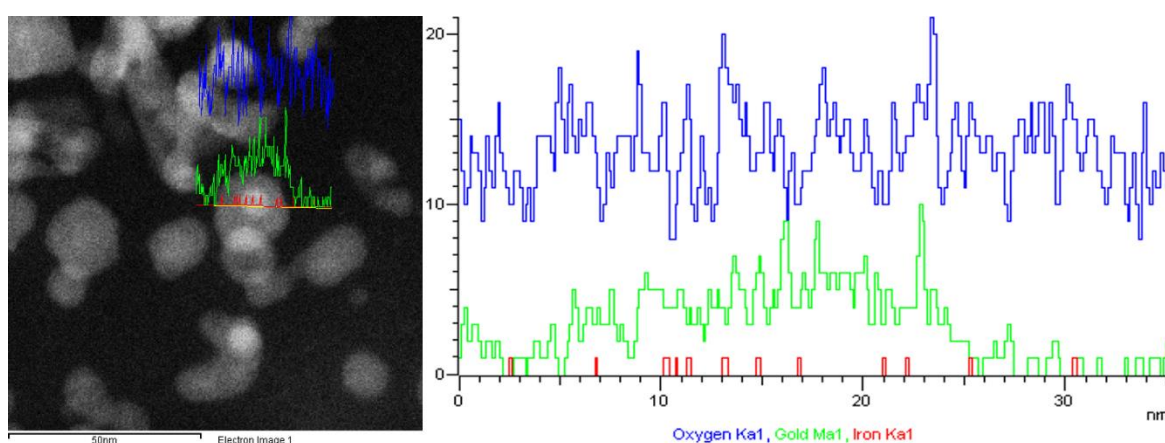 20
10
0
0 10 20 30 nm
Oxygen Ka1, Gold Ma1, Iron Ka1
50nm Electron Image 1